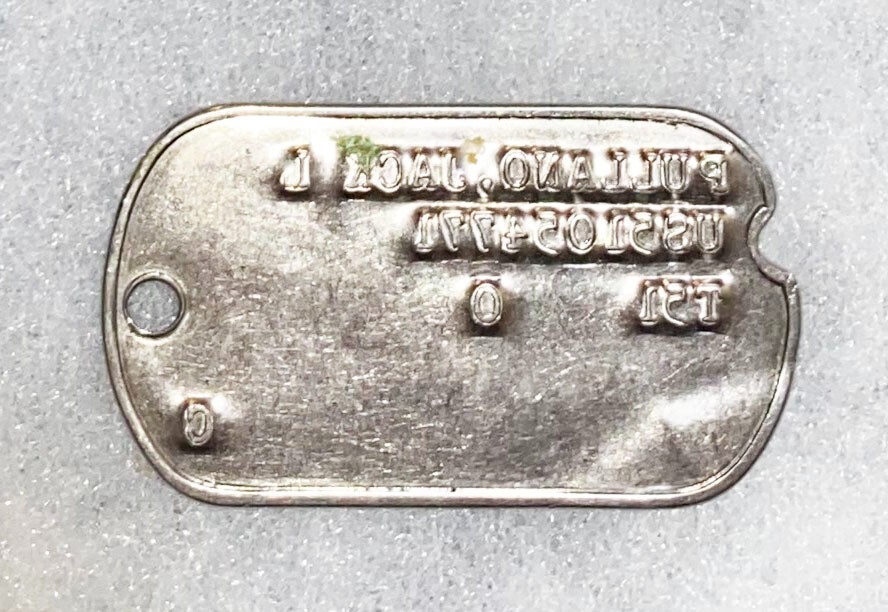 PULLANO, JACK L
US51054771
T51 O
C